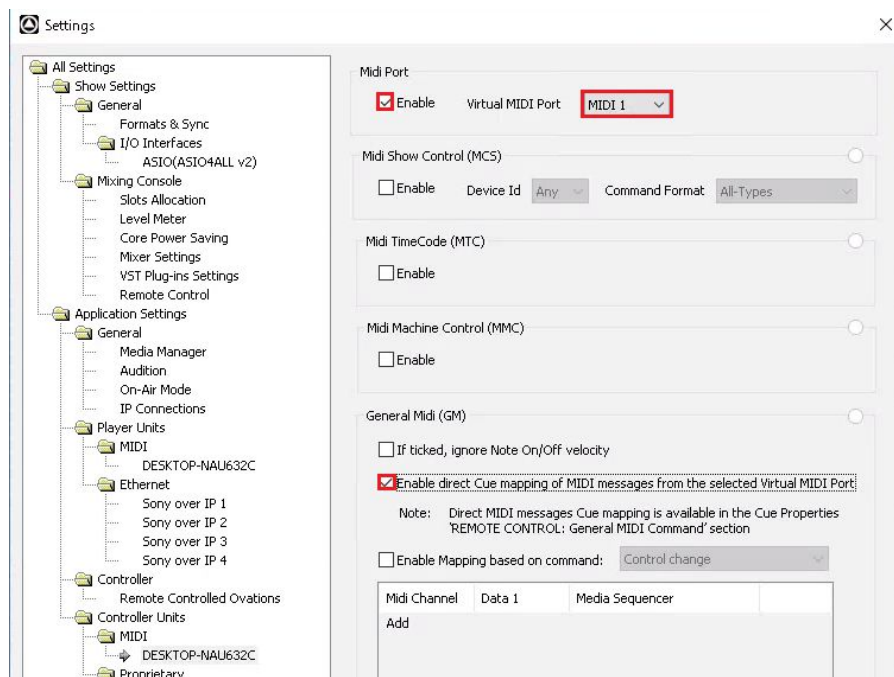 Settings
All Settings
Show Settings
General
Formats & Sync
I/O Interfaces
ASIO(ASIO4ALL v2)
Mixing Console
Slots Allocation
Level Meter
Core Power Saving
Mixer Settings
VST Plug-ins Settings
Remote Control
Application Settings
General
Media Manager
Audition
On-Air Mode
IP Connections
Player Units
MIDI
DESKTOP-NAU632C
Ethernet
Sony over IP 1
Sony over IP 2
Sony over IP 3
Sony over IP 4
Controller
Remote Controlled Ovations
Controller Units
MIDI
DESKTOP-NAU632C
Proprietary
Midi Port
Enable Virtual MIDI Port MIDI 1
Midi Show Control (MCS)
Enable Device Id Any Command Format All-Types
Midi TimeCode (MTC)
Enable
Midi Machine Control (MMC)
Enable
General Midi (GM)
If ticked, ignore Note On/Off velocity
Enable direct Cue mapping of MIDI messages from the selected Virtual MIDI Port
Note: Direct MIDI messages Cue mapping is available in the Cue Properties
'REMOTE CONTROL: General MIDI Command' section
Enable Mapping based on command: Control change
Midi Channel Data 1 Media Sequencer
Add